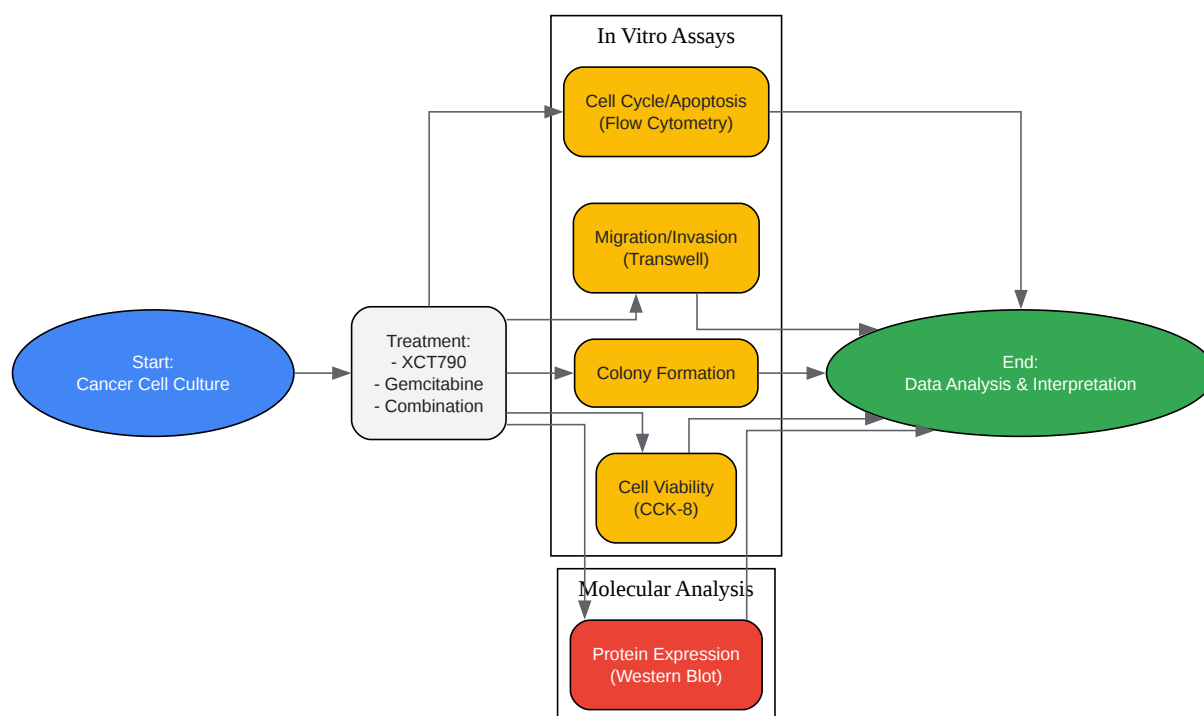 In Vitro Assays
Cell Cycle/Apoptosis
(Flow Cytometry)
Migration/Invasion
(Transwell)
Start:
Cancer Cell Culture
Treatment:
- XCT790
- Gemcitabine
- Combination
Colony Formation
End:
Data Analysis & Interpretation
Cell Viability
(CCK-8)
Molecular Analysis
Protein Expression
(Western Blot)